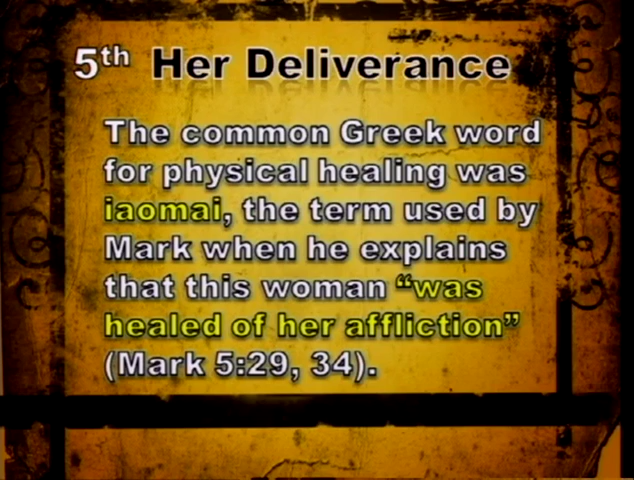 5th Her Deliverance
The common Greek word
for physical healing was
iaomai, the term used by
Mark when he explains
that this woman “was
healed of her affliction”
(Mark 5:29, 34).